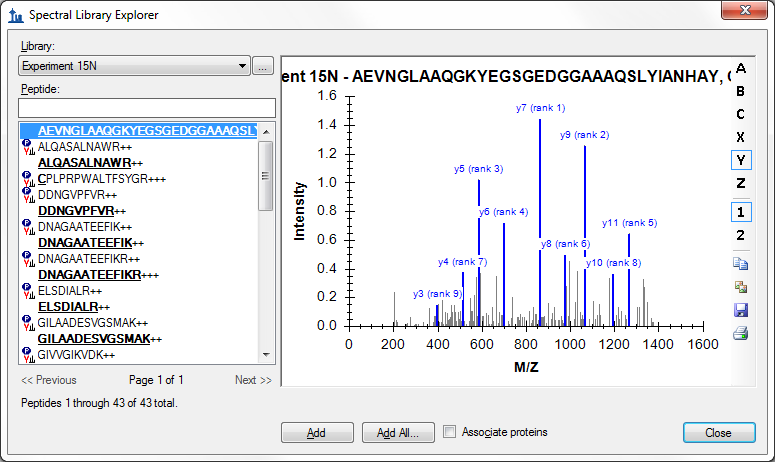 Spectral Library Explorer
Library:
Experiment 15N
...
Peptide:
AEVNGLAAQGKYEGSGEDGGAAAQSLY
ALQASALNAWR++
ALQASALNAWR++
CPLPRPWALTFSYGR+++
DDNGVPFVR++
DDNGVPFVR++
DNAGAATEEFIK++
DNAGAATEEFIK++
DNAGAATEEFIKR++
DNAGAATEEFIKR+++
ELSDIALR++
ELSDIALR++
GILAADESVGSMAK++
GILAADESVGSMAK++
GIVVGIKVDK++
<< Previous
Page 1 of 1
Next >>
Peptides 1 through 43 of 43 total.
ent 15N - AEVNGLAAQGKYEGSGEDGGAAAQSLYIANHAY,
Intensity
1.6
1.4
1.2
1.0
0.8
0.6
0.4
0.2
0.0
y7 (rank 1)
y9 (rank 2)
y5 (rank 3)
y6 (rank 4)
y11 (rank 5)
y8 (rank 6)
y4 (rank 7)
y10 (rank 8)
y3 (rank 9)
0 200 400 600 800 1000 1200 1400 1600
M/Z
A
B
C
X
Y
Z
1
2
Add
Add All...
Associate proteins
Close